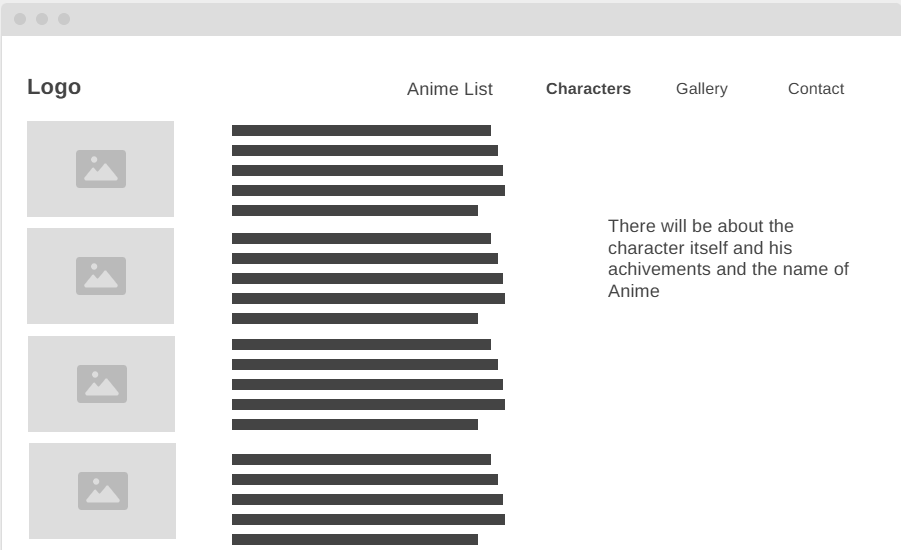 Logo
Anime List
Characters
Gallery
Contact
There will be about the
character itself and his
achivements and the name of
Anime